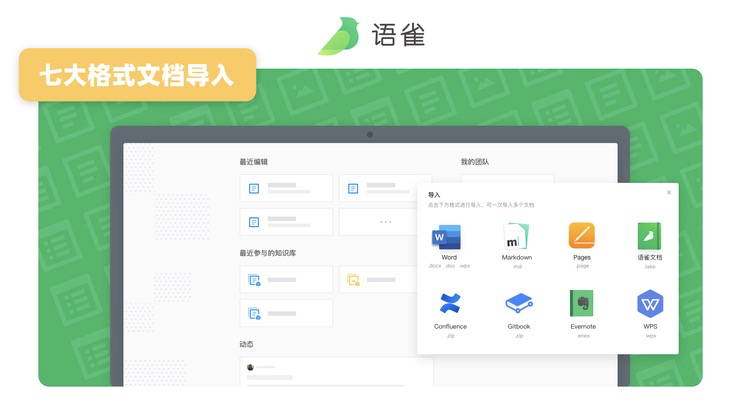 语雀
七大格式文档导入
最近编辑
我的团队
最近参与的知识库
动态
导入
点击下方格式进行导入，可一次导入多个文档
W
Word
.docx .doc .wps
m
Markdown
.md
Pages
.page
语雀文档
.lake
Confluence
.zip
Gitbook
.zip
Evernote
.enex
W
WPS
.wps